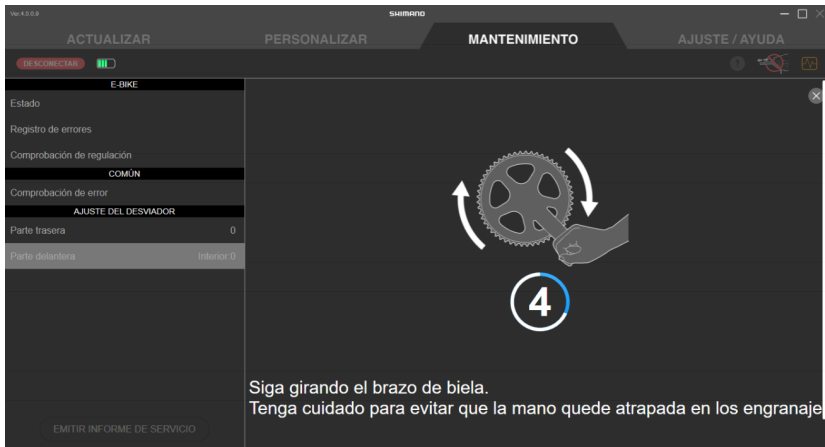 Ver.4.0.0.9
SHIMANO
ACTUALIZAR
PERSONALIZAR
MANTENIMIENTO
AJUSTE / AYUDA
DESCONECTAR
E-BIKE
Estado
Registro de errores
Comprobación de regulación
COMÚN
Comprobación de error
AJUSTE DEL DESVIADOR
Parte trasera 0
Parte delantera Interior:0
EMITIR INFORME DE SERVICIO
4
Siga girando el brazo de biela.
Tenga cuidado para evitar que la mano quede atrapada en los engranaje